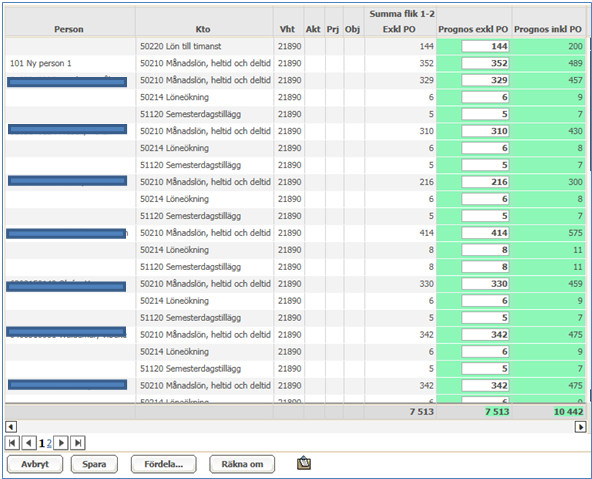 Summa flik 1-2
Person Kto Vht Akt Prj Obj Exkl PO Prognos exkl PO Prognos inkl PO
50220 Lön till timanst 21890 144 144 200
101 Ny person 1 50210 Månadslön, heltid och deltid 21890 352 352 489
50210 Månadslön, heltid och deltid 21890 329 329 457
50214 Löneökning 21890 6 6 9
51120 Semesterdagstillägg 21890 5 5 7
50210 Månadslön, heltid och deltid 21890 310 310 430
50214 Löneökning 21890 6 6 8
51120 Semesterdagstillägg 21890 5 5 7
50210 Månadslön, heltid och deltid 21890 216 216 300
50214 Löneökning 21890 6 6 8
51120 Semesterdagstillägg 21890 5 5 7
50210 Månadslön, heltid och deltid 21890 414 414 575
50214 Löneökning 21890 8 8 11
51120 Semesterdagstillägg 21890 8 8 11
50210 Månadslön, heltid och deltid 21890 330 330 459
50214 Löneökning 21890 6 6 9
51120 Semesterdagstillägg 21890 5 5 7
50210 Månadslön, heltid och deltid 21890 342 342 475
50214 Löneökning 21890 6 6 9
51120 Semesterdagstillägg 21890 5 5 7
50210 Månadslön, heltid och deltid 21890 342 342 475
50214 Löneökning 21890 6 6 9
7 513 7 513 10 442
1 2
Avbryt Spara Fördela... Räkna om